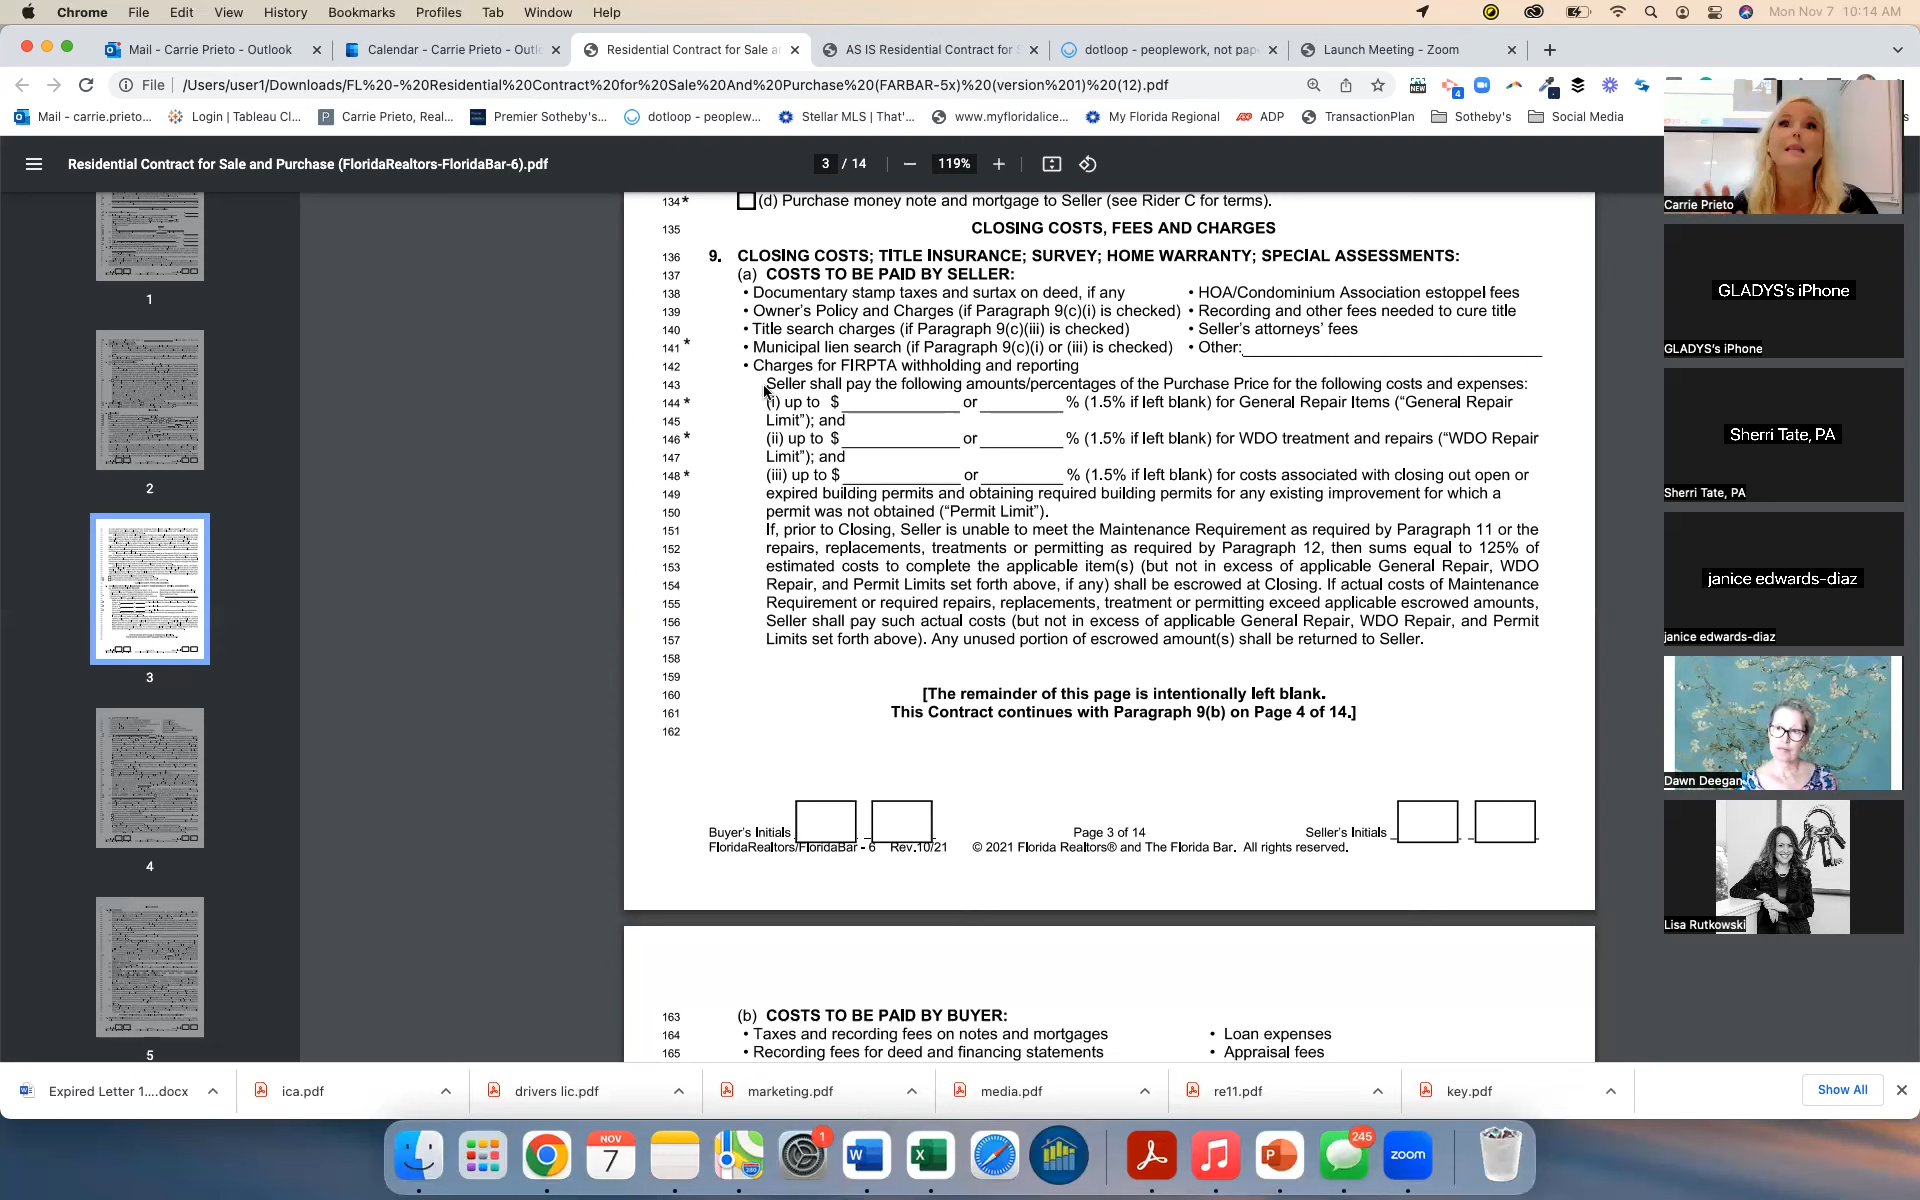 Chrome File Edit View History Bookmarks Profiles Tab Window Help Mon Nov 7 10:14 AM
Mail - Carrie Prieto - Outlook Calendar - Carrie Prieto - Outlo Residential Contract for Sale a AS IS Residential Contract for S dotloop - peoplework, not pap Launch Meeting - Zoom
File /Users/user1/Downloads/FL%20-%20Residential%20Contract%20for%20Sale%20And%20Purchase%20(FARBAR-5x)%20(version%201)%20(12).pdf NEW 4
Mail - carrie.prieto... Login | Tableau Cl... Carrie Prieto, Real... Premier Sotheby's... dotloop - peoplew... Stellar MLS | That'... www.myfloridalice... My Florida Regional ADP TransactionPlan Sotheby's Social Media
Residential Contract for Sale and Purchase (FloridaRealtors-FloridaBar-6).pdf 3 / 14 119%
1
2
3
4
5
134* (d) Purchase money note and mortgage to Seller (see Rider C for terms).
135 CLOSING COSTS, FEES AND CHARGES
136 9. CLOSING COSTS; TITLE INSURANCE; SURVEY; HOME WARRANTY; SPECIAL ASSESSMENTS:
137 (a) COSTS TO BE PAID BY SELLER:
138 • Documentary stamp taxes and surtax on deed, if any • HOA/Condominium Association estoppel fees
139 • Owner's Policy and Charges (if Paragraph 9(c)(i) is checked) • Recording and other fees needed to cure title
140 • Title search charges (if Paragraph 9(c)(iii) is checked) • Seller's attorneys' fees
141 * • Municipal lien search (if Paragraph 9(c)(i) or (iii) is checked) • Other:
142 • Charges for FIRPTA withholding and reporting
143 Seller shall pay the following amounts/percentages of the Purchase Price for the following costs and expenses:
144 * (i) up to $ ____ or ____ % (1.5% if left blank) for General Repair Items ("General Repair
145 Limit"); and
146 * (ii) up to $ ____ or ____ % (1.5% if left blank) for WDO treatment and repairs ("WDO Repair
147 Limit"); and
148 * (iii) up to $ ____ or ____ % (1.5% if left blank) for costs associated with closing out open or
149 expired building permits and obtaining required building permits for any existing improvement for which a
150 permit was not obtained ("Permit Limit").
151 If, prior to Closing, Seller is unable to meet the Maintenance Requirement as required by Paragraph 11 or the
152 repairs, replacements, treatments or permitting as required by Paragraph 12, then sums equal to 125% of
153 estimated costs to complete the applicable item(s) (but not in excess of applicable General Repair, WDO
154 Repair, and Permit Limits set forth above, if any) shall be escrowed at Closing. If actual costs of Maintenance
155 Requirement or required repairs, replacements, treatment or permitting exceed applicable escrowed amounts,
156 Seller shall pay such actual costs (but not in excess of applicable General Repair, WDO Repair, and Permit
157 Limits set forth above). Any unused portion of escrowed amount(s) shall be returned to Seller.
158
159
160 [The remainder of this page is intentionally left blank.
161 This Contract continues with Paragraph 9(b) on Page 4 of 14.]
162
Buyer's Initials Page 3 of 14 Seller's Initials
FloridaRealtors/FloridaBar - 6 Rev.10/21 © 2021 Florida Realtors® and The Florida Bar. All rights reserved.
163 (b) COSTS TO BE PAID BY BUYER:
164 • Taxes and recording fees on notes and mortgages • Loan expenses
165 • Recording fees for deed and financing statements • Appraisal fees
Carrie Prieto
GLADYS's iPhone
GLADYS's iPhone
Sherri Tate, PA
Sherri Tate, PA
janice edwards-diaz
janice edwards-diaz
Dawn Deegan
Lisa Rutkowski
Expired Letter 1....docx ica.pdf drivers lic.pdf marketing.pdf media.pdf re11.pdf key.pdf Show All
NOV
7
280
1
W
X
P
245
zoom